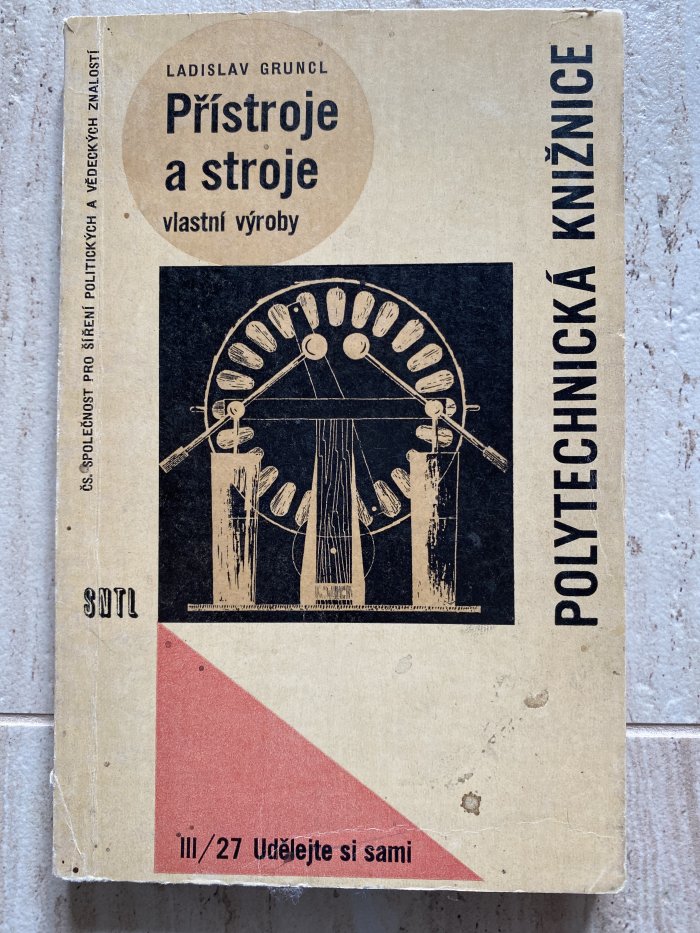 LADISLAV GRUNCL
Přístroje
a stroje
vlastní výroby
ČS. SPOLEČNOST PRO ŠÍŘENÍ POLITICKÝCH A VĚDECKÝCH ZNALOSTÍ
POLYTECHNICKÁ KNIŽNICE
SNTL
III/27 Udělejte si sami